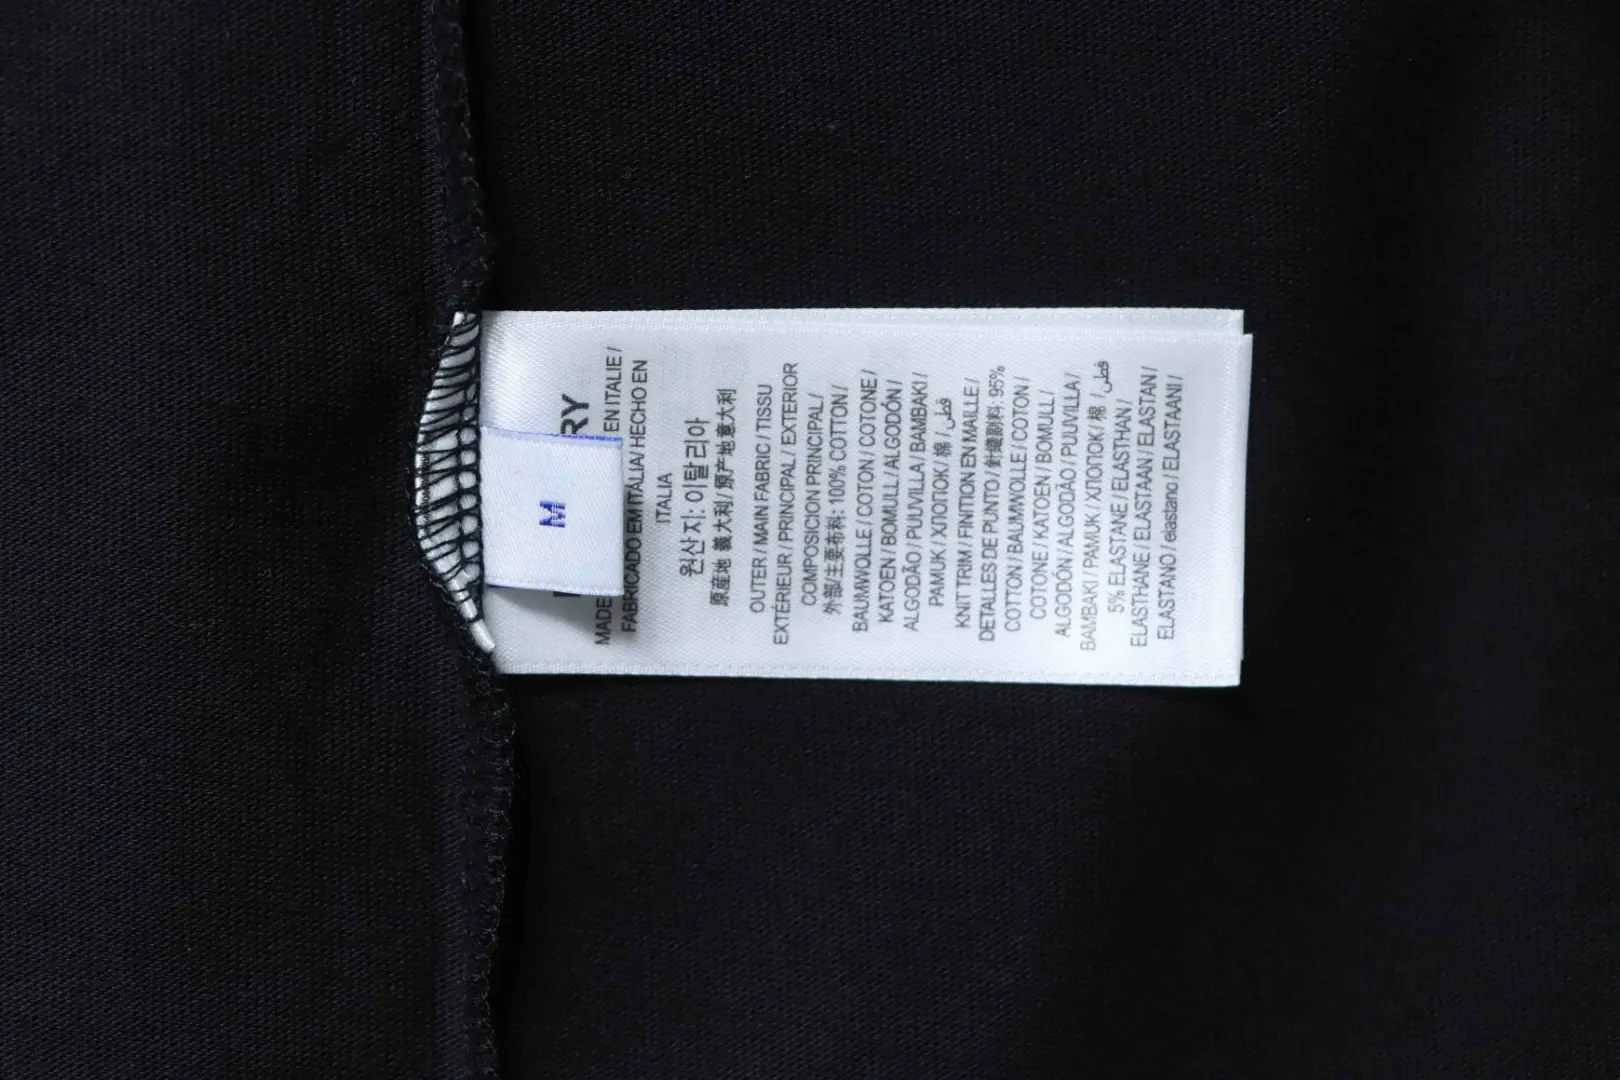 M
RY
MADE EN ITALIE /
FABRICADO EM ITÁLIA / HECHO EN
ITALIA
원산지: 이탈리아
原産地 義大利 / 原产地意大利
OUTER / MAIN FABRIC / TISSU
EXTÉRIEUR / PRINCIPAL / EXTERIOR
COMPOSICION PRINCIPAL /
外部/主要布料: 100% COTTON /
BAUMWOLLE / COTON / COTONE /
KATOEN / BOMULL / ALGODÓN /
ALGODÃO / PUUVILLA / BAMBAKI /
PAMUK / ХЛОПОК / 棉 / قطن
KNIT TRIM / FINITION EN MAILLE /
DETALLES DE PUNTO / 針織副料: 95%
COTTON / BAUMWOLLE / COTON /
COTONE / KATOEN / BOMULL /
ALGODÓN / ALGODÃO / PUUVILLA /
BAMBAKI / PAMUK / ХЛОПОК / 棉 / قطن
5% ELASTANE / ELASTHAN /
ELASTHANE / ELASTAAN / ELASTAN /
ELASTANO / elastano / ELASTAANI /